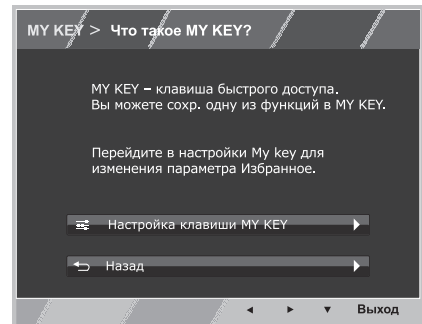 MY KEY > Что такое MY KEY?
MY KEY – клавиша быстрого доступа.
Вы можете сохр. одну из функций в MY KEY.
Перейдите в настройки My key для
изменения параметра Избранное.
Настройка клавиши MY KEY
Назад
Выход